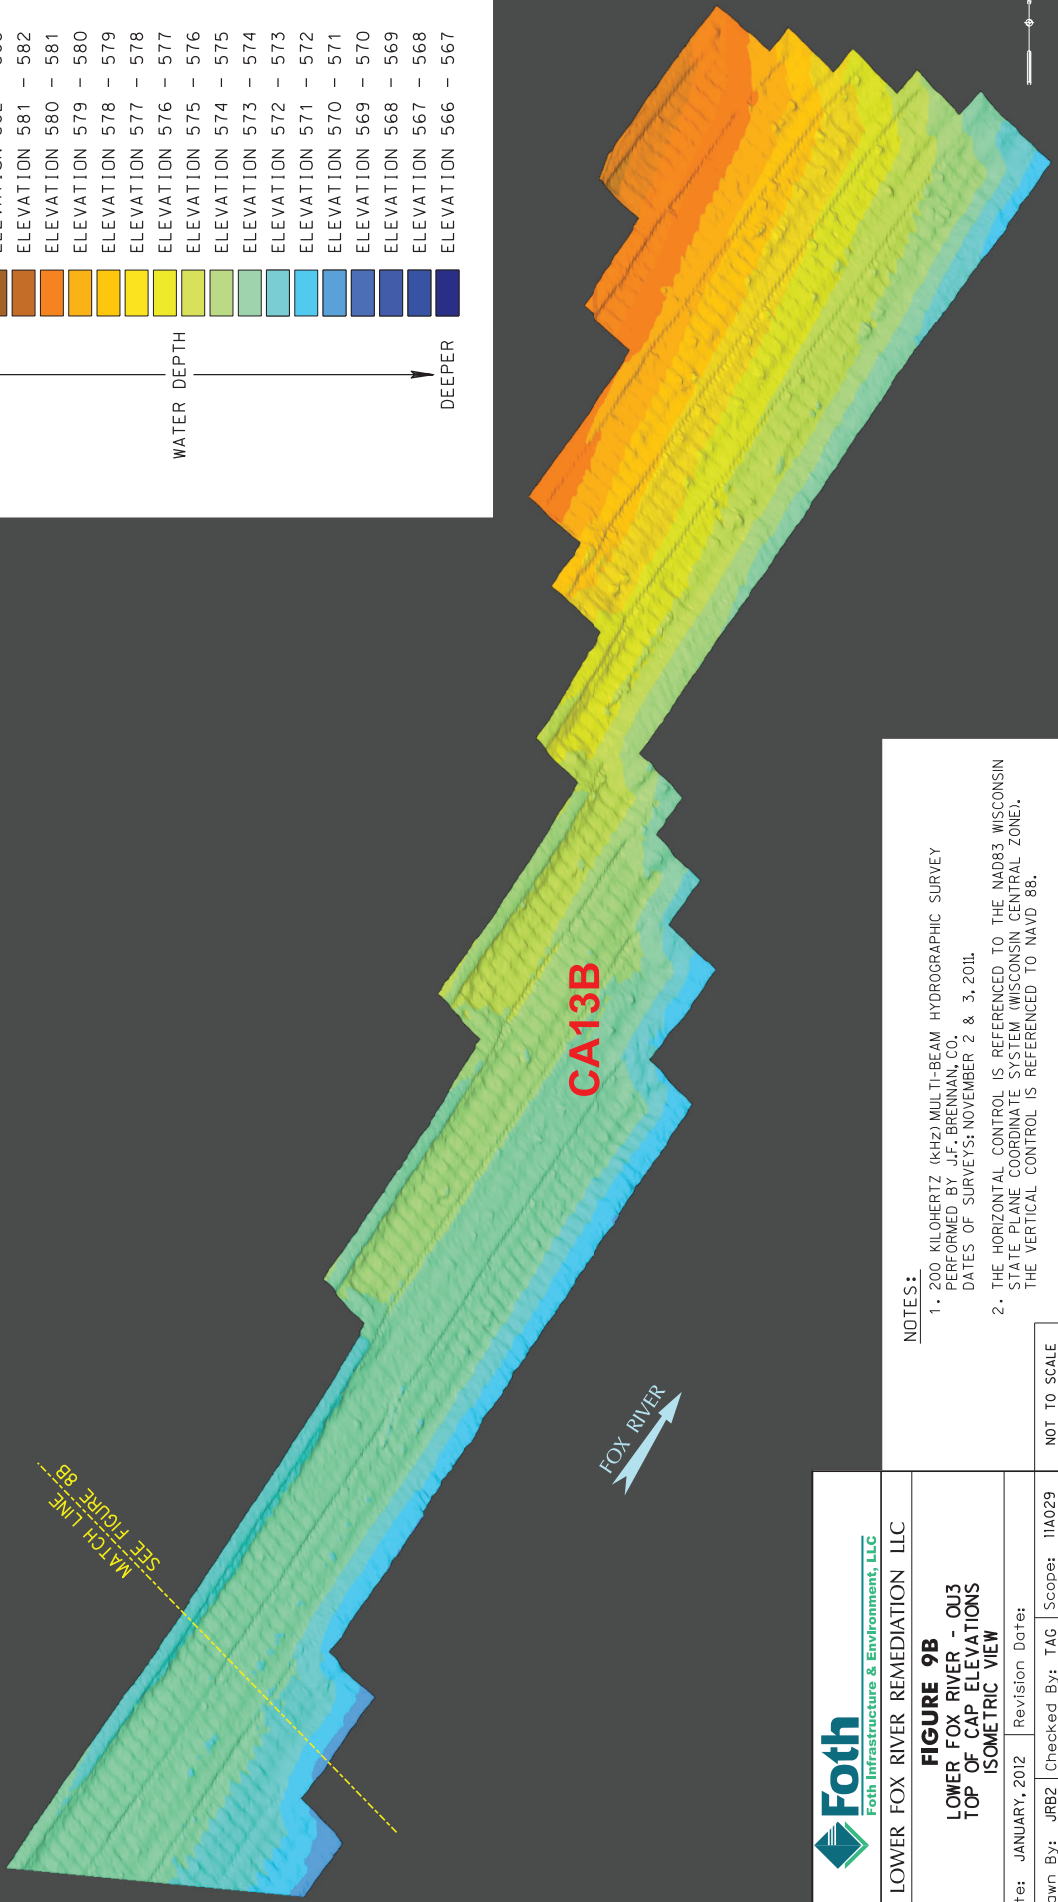 ELEVATION 581 - 582
ELEVATION 580 - 581
ELEVATION 579 - 580
ELEVATION 578 - 579
ELEVATION 577 - 578
ELEVATION 576 - 577
ELEVATION 575 - 576
ELEVATION 574 - 575
ELEVATION 573 - 574
ELEVATION 572 - 573
ELEVATION 571 - 572
ELEVATION 570 - 571
ELEVATION 569 - 570
ELEVATION 568 - 569
ELEVATION 567 - 568
ELEVATION 566 - 567
WATER DEPTH
DEEPER
CA13B
MATCH LINE
SEE FIGURE 8B
FOX RIVER
NOTES:
1. 200 KILOHERTZ (kHz) MULTI-BEAM HYDROGRAPHIC SURVEY
PERFORMED BY J.F. BRENNAN, CO.
DATES OF SURVEYS: NOVEMBER 2 & 3, 2011.
2. THE HORIZONTAL CONTROL IS REFERENCED TO THE NAD83 WISCONSIN
STATE PLANE COORDINATE SYSTEM (WISCONSIN CENTRAL ZONE).
THE VERTICAL CONTROL IS REFERENCED TO NAVD 88.
Foth
Foth Infrastructure & Environment, LLC
LOWER FOX RIVER REMEDIATION LLC
FIGURE 9B
LOWER FOX RIVER - OU3
TOP OF CAP ELEVATIONS
ISOMETRIC VIEW
JANUARY, 2012 Revision Date:
By: JRB2 Checked By: TAG Scope: 11A029
NOT TO SCALE